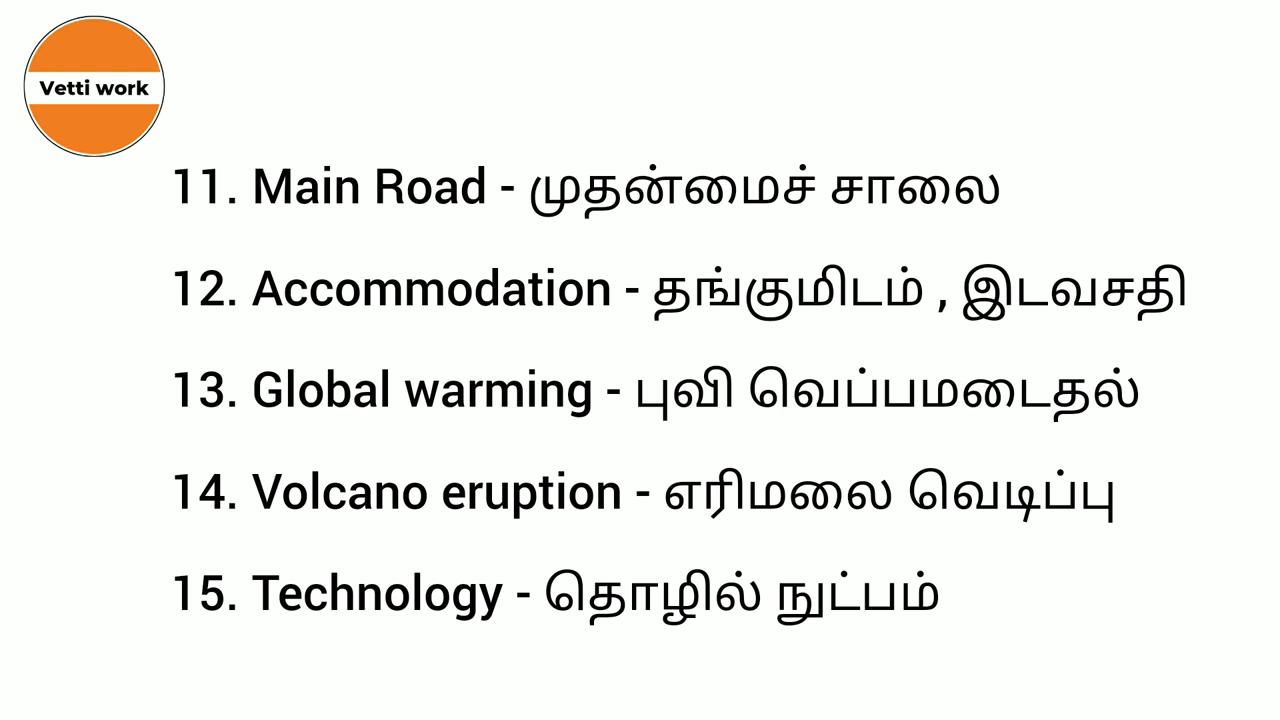 Vetti work
11. Main Road - முதன்மைச் சாலை
12. Accommodation - தங்குமிடம் , இடவசதி
13. Global warming - புவி வெப்பமடைதல்
14. Volcano eruption - எரிமலை வெடிப்பு
15. Technology - தொழில் நுட்பம்